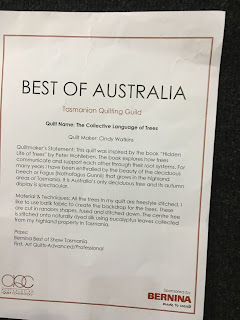 BEST OF AUSTRALIA
Tasmanian Quilting Guild
Quilt Name: The Collective Language of Trees
Quilt Maker: Cindy Watkins
Quiltmaker's Statement: This quilt was inspired by the book "Hidden
Life of Trees" by Peter Wohlleben. The book explores how trees
communicate and support each other through their root systems. For
many years I have been enthralled by the beauty of the deciduous
beech or Fagus (Nothofagus Gunnii) that grows in the highland
areas of Tasmania. It is Australia's only deciduous tree and its autumn
display is spectacular.
Material & Techniques: All the trees in my quilt are freestyle stitched. I
like to use batik fabric to create the backdrop for the trees. These
are cut in random shapes, fused and stitched down. The centre tree
is stitched onto naturally dyed silk using eucalyptus leaves collected
from my highland property in Tasmania.
Prizes:
Bernina Best of Show Tasmania
First, Art Quilts-Advanced/Professional
Sponsored by:
BERNINA
made to create